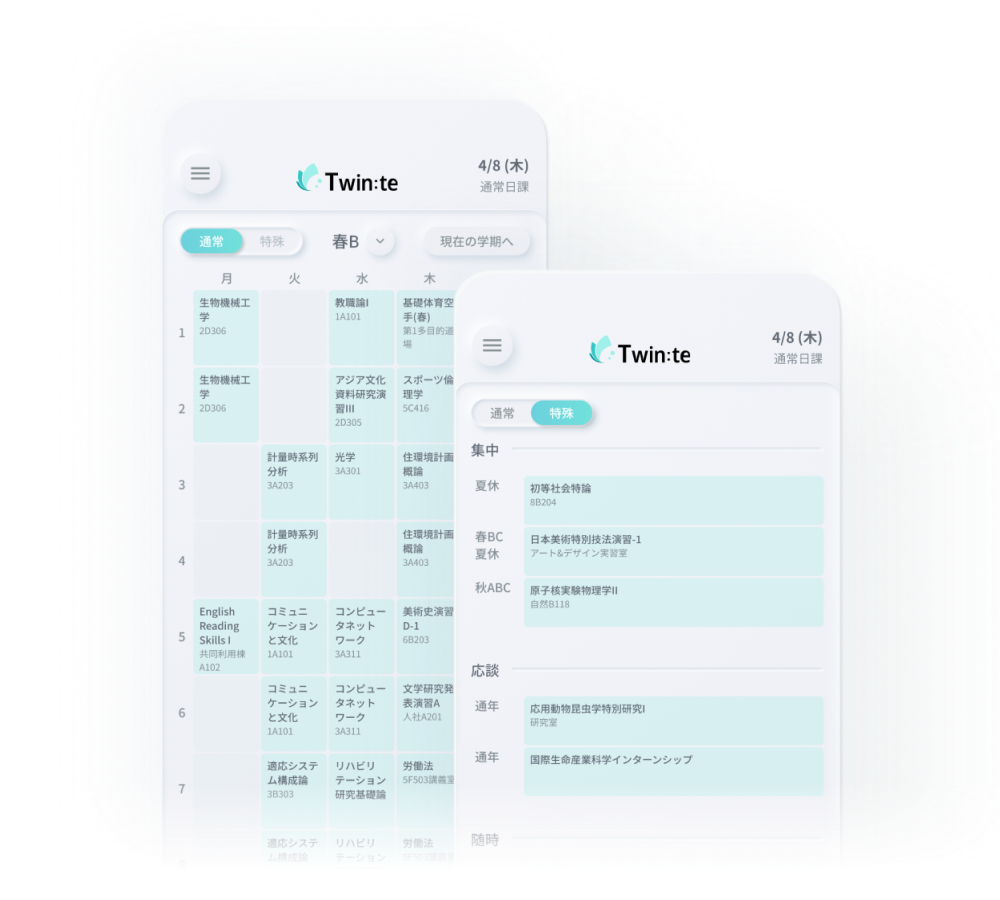 Twin:te
4/8 (木)
通常日課
通常
特殊
春B
現在の学期へ
月
火
水
木
1
生物機械工
学
2D306
教職論I
1A101
基礎体育空
手(春)
第1多目的道
場
2
生物機械工
学
2D306
アジア文化
資料研究演
習III
2D305
スポーツ倫
理学
5C416
3
計量時系列
分析
3A203
光学
3A301
住環境計画
概論
3A403
4
計量時系列
分析
3A203
住環境計画
概論
3A403
5
English
Reading
Skills I
共同利用棟
A102
コミュニ
ケーション
と文化
1A101
コンピュー
タネット
ワーク
3A311
美術史演習
D-1
6B203
6
コミュニ
ケーション
と文化
1A101
コンピュー
タネット
ワーク
3A311
文学研究発
表演習A
人社A201
7
適応システ
ム構成論
3B303
リハビリ
テーション
研究基礎論
労働法
5F503講義室
適応システ
ム構成論
リハビリ
テーション
労働法
5F503講義室
Twin:te
4/8 (木)
通常日課
通常
特殊
集中
夏休
初等社会特論
8B204
春BC
夏休
日本美術特別技法演習-1
アート&デザイン実習室
秋ABC
原子核実験物理学II
自然B118
応談
通年
応用動物昆虫学特別研究I
研究室
通年
国際生命産業科学インターンシップ
随時